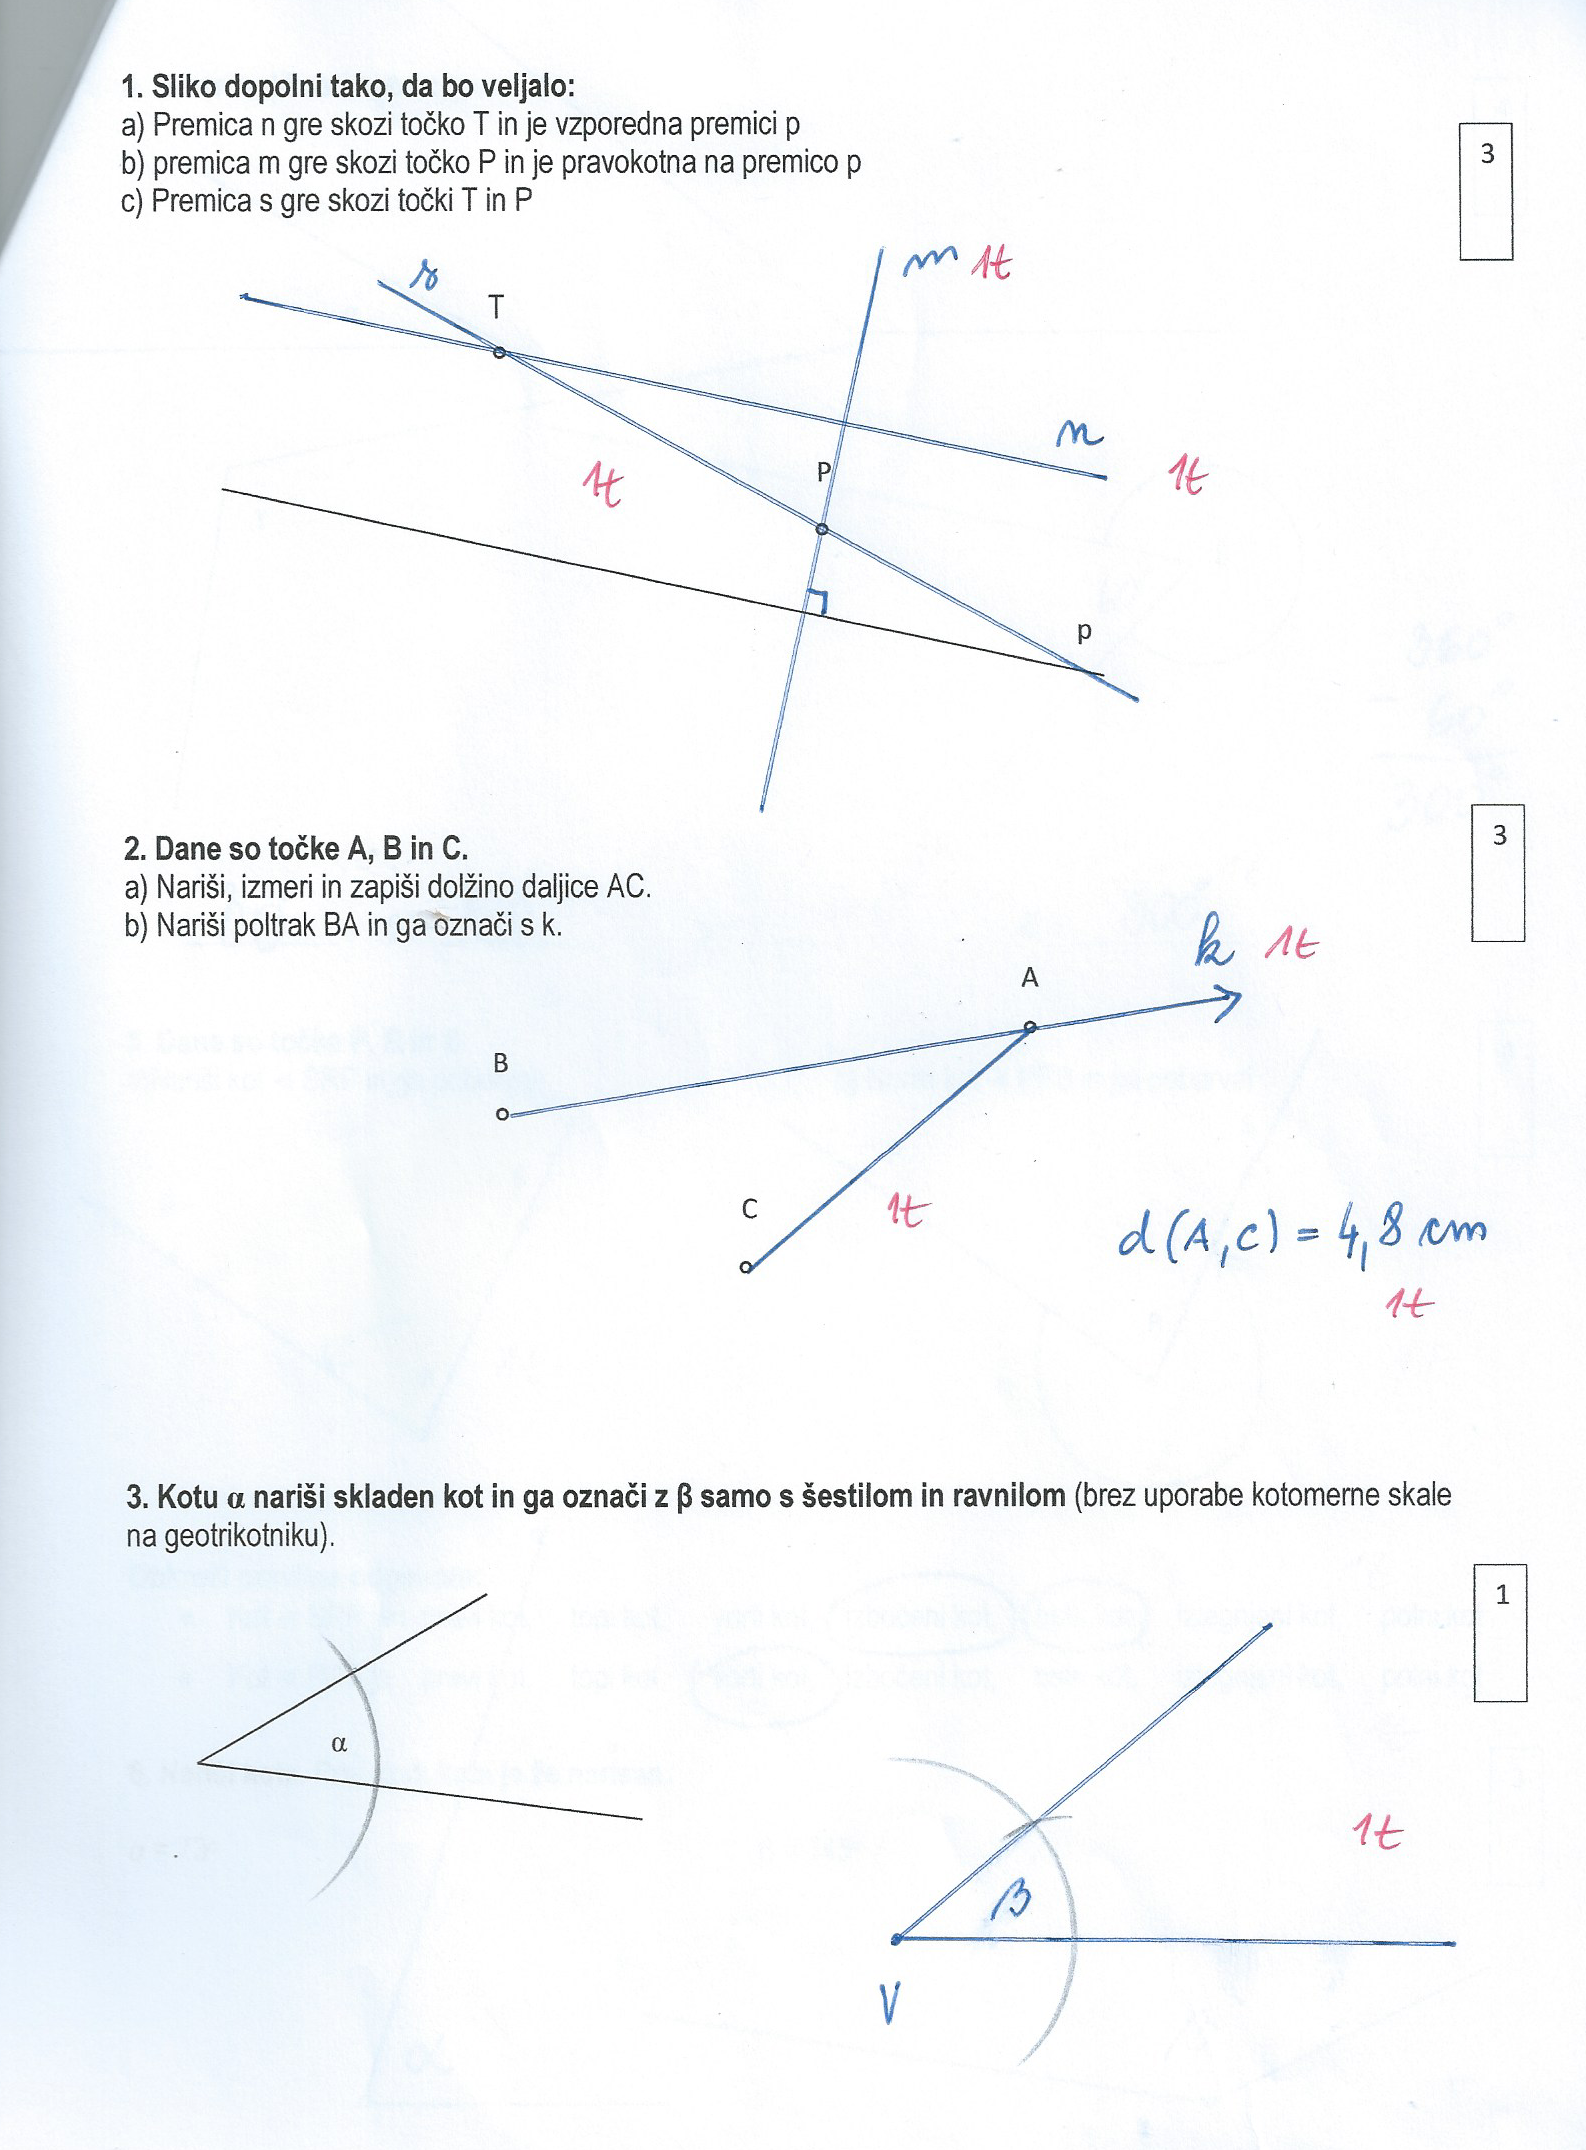 1. Sliko dopolni tako, da bo veljalo:
a) Premica n gre skozi točko T in je vzporedna premici p
b) premica m gre skozi točko P in je pravokotna na premico p
c) Premica s gre skozi točki T in P
3
s
T
m 1t
n
1t
1t
P
p
2. Dane so točke A, B in C.
a) Nariši, izmeri in zapiši dolžino daljice AC.
b) Nariši poltrak BA in ga označi s k.
3
k 1t
A
B
C
1t
d(A,C) = 4,8 cm
1t
3. Kotu α nariši skladen kot in ga označi z β samo s šestilom in ravnilom (brez uporabe kotomerne skale
na geotrikotniku).
1
α
1t
β
V